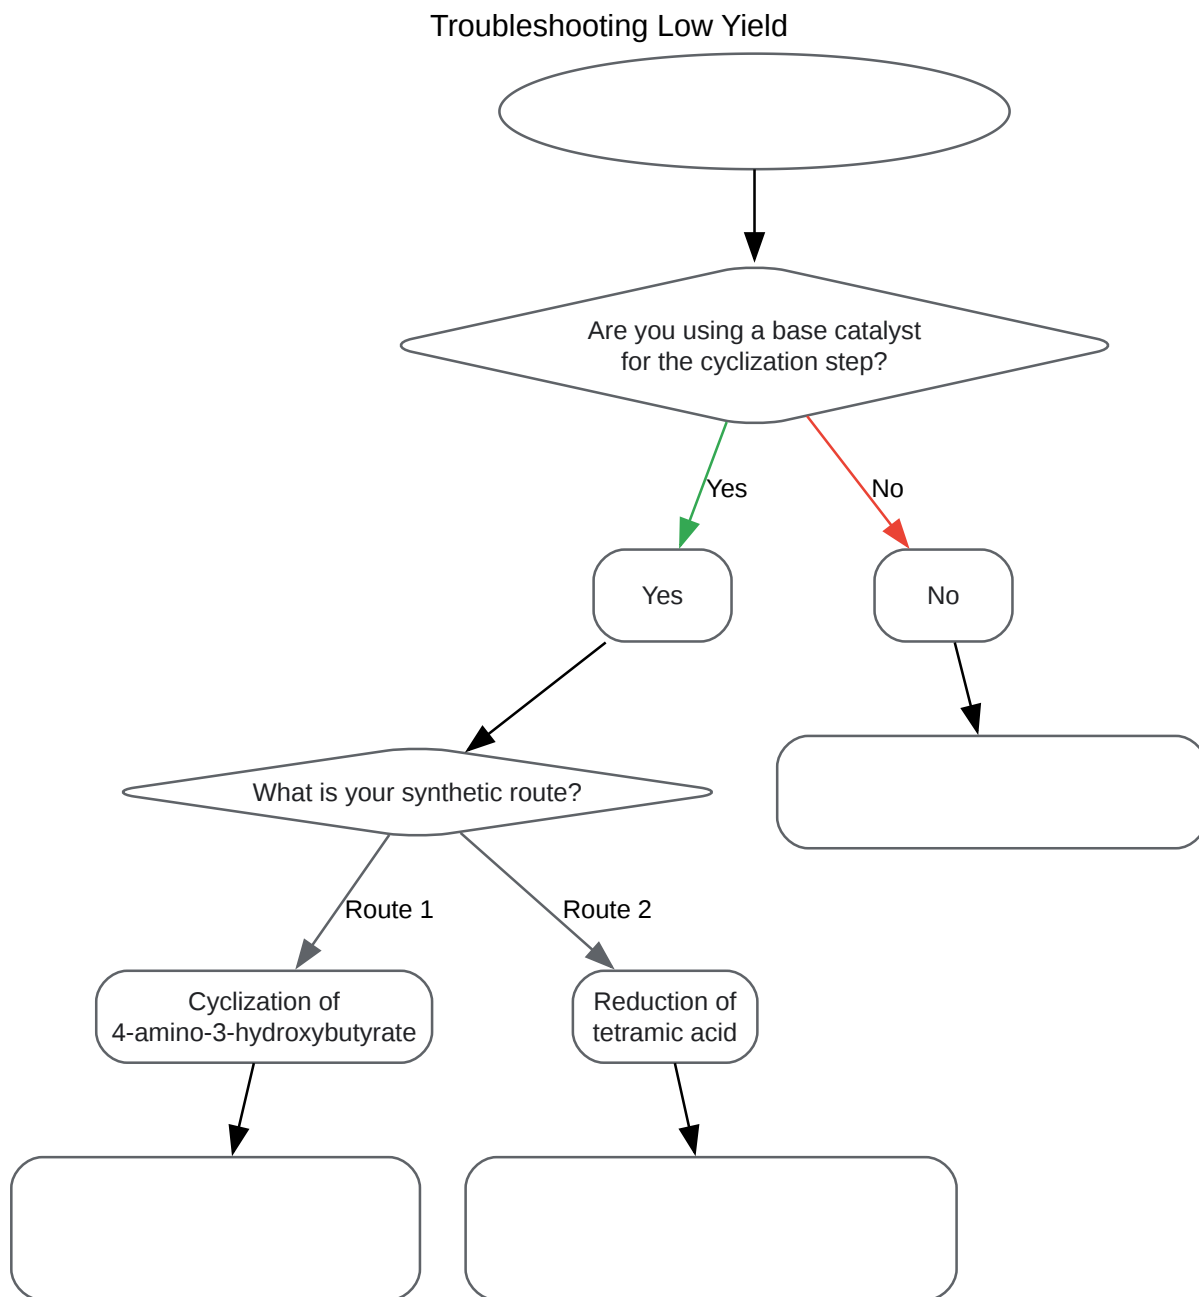 Troubleshooting Low Yield
Are you using a base catalyst
for the cyclization step?
Yes
No
Yes
No
What is your synthetic route?
Route 1
Route 2
Cyclization of
4-amino-3-hydroxybutyrate
Reduction of
tetramic acid